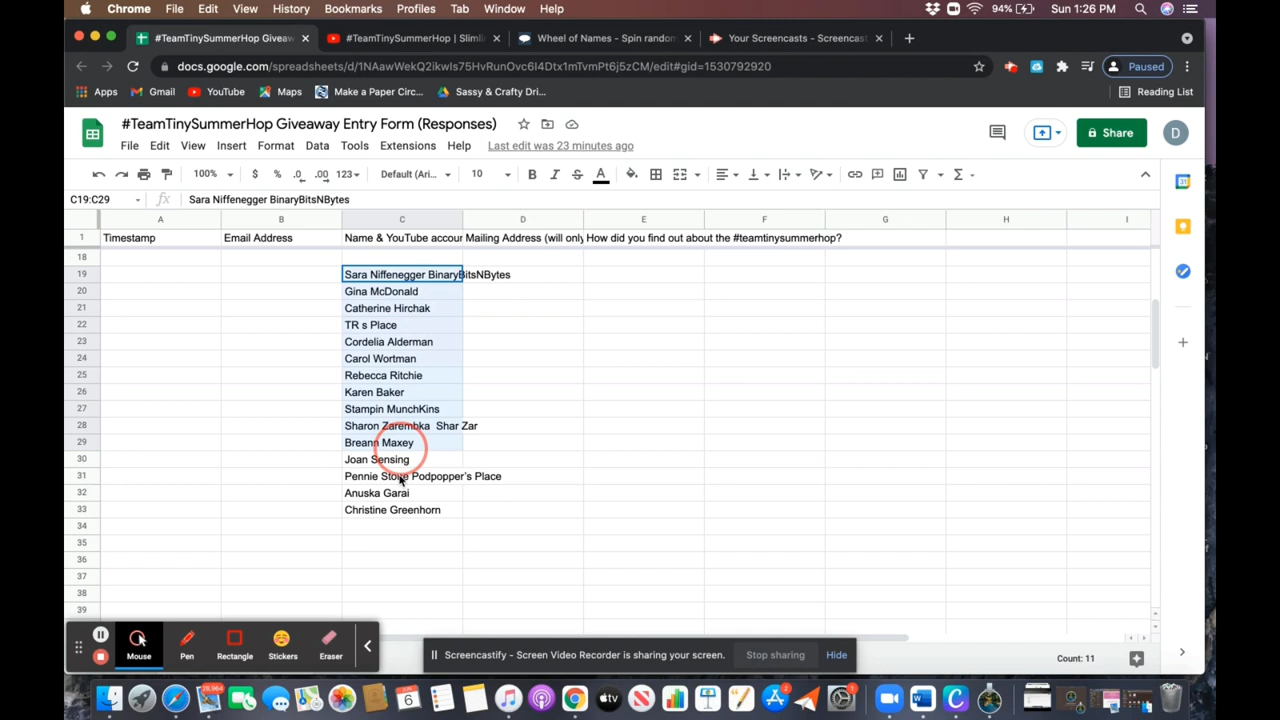 Chrome File Edit View History Bookmarks Profiles Tab Window Help 94% Sun 1:26 PM
#TeamTinySummerHop Giveaw #TeamTinySummerHop | Slimli Wheel of Names - Spin random Your Screencasts - Screencast
docs.google.com/spreadsheets/d/1NAawWekQ2ikwIs75HvRunOvc6I4Dtx1mTvmPt6j5zCM/edit#gid=1530792920 Paused
Apps Gmail YouTube Maps Make a Paper Circ... Sassy & Crafty Dri... Reading List
#TeamTinySummerHop Giveaway Entry Form (Responses)
Share D
File Edit View Insert Format Data Tools Extensions Help Last edit was 23 minutes ago
100% $ % .0 .00 123 Default (Ari... 10 B I S A
C19:C29 fx Sara Niffenegger BinaryBitsNBytes
A B C D E F G H I
1 Timestamp Email Address Name & YouTube accour Mailing Address (will only How did you find out about the #teamtinysummerhop?
18
19 Sara Niffenegger BinaryBitsNBytes
20 Gina McDonald
21 Catherine Hirchak
22 TR s Place
23 Cordelia Alderman
24 Carol Wortman
25 Rebecca Ritchie
26 Karen Baker
27 Stampin MunchKins
28 Sharon Zarembka Shar Zar
29 Breann Maxey
30 Joan Sensing
31 Pennie Stone Podpopper's Place
32 Anuska Garai
33 Christine Greenhorn
34
35
36
37
38
39
Mouse Pen Rectangle Stickers Eraser
Screencastify - Screen Video Recorder is sharing your screen. Stop sharing Hide
Count: 11